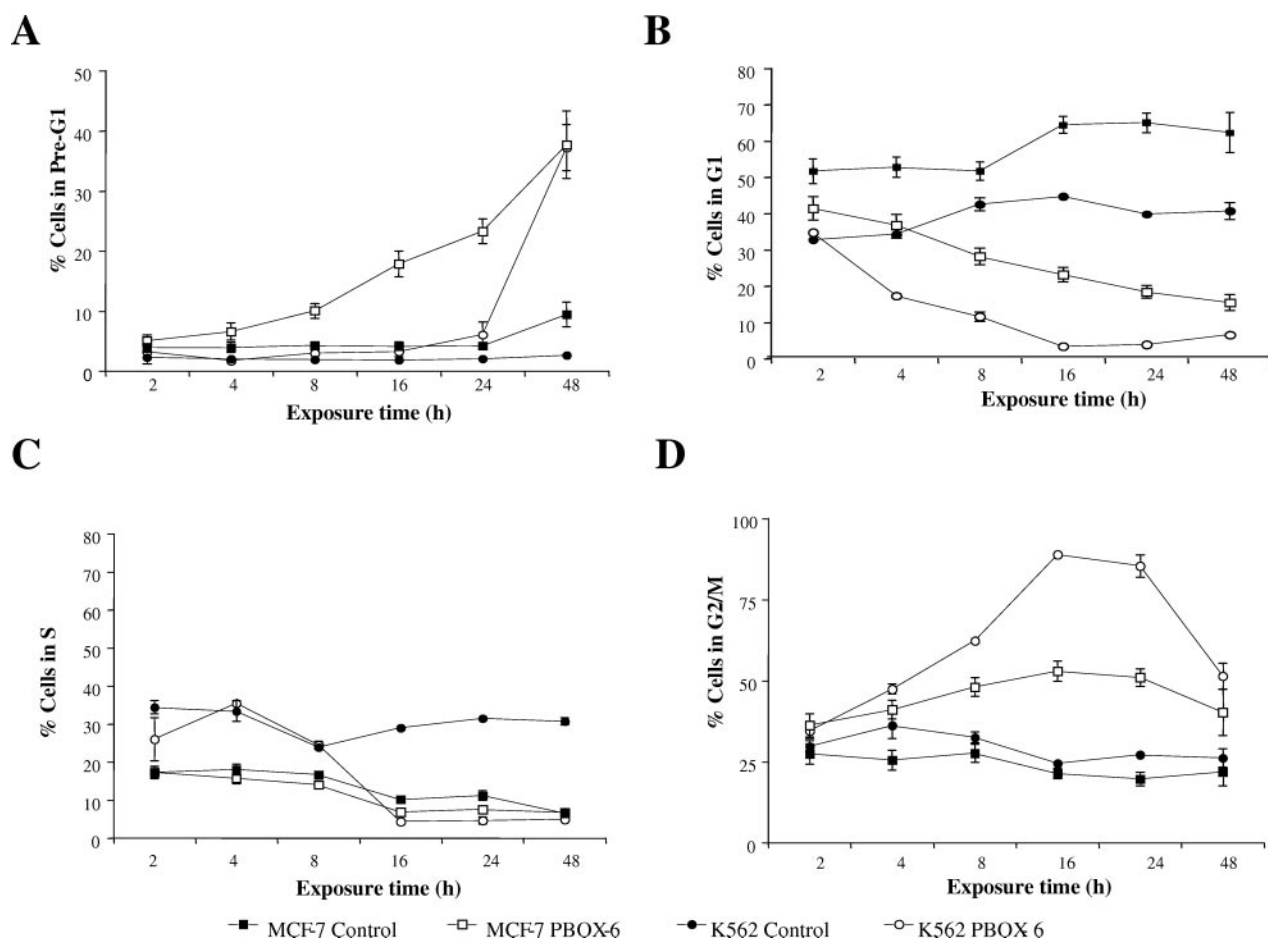 A
B
50
40
30
20
10
0
% Cells in Pre-G1
2 4 8 16 24 48
Exposure time (h)
80
70
60
50
40
30
20
10
0
% Cells in G1
2 4 8 16 24 48
Exposure time (h)
C
D
80
70
60
50
40
30
20
10
0
% Cells in S
2 4 8 16 24 48
Exposure time (h)
100
75
50
25
0
% Cells in G2/M
2 4 8 16 24 48
Exposure time (h)
MCF-7 Control MCF-7 PBOX-6 K562 Control K562 PBOX-6